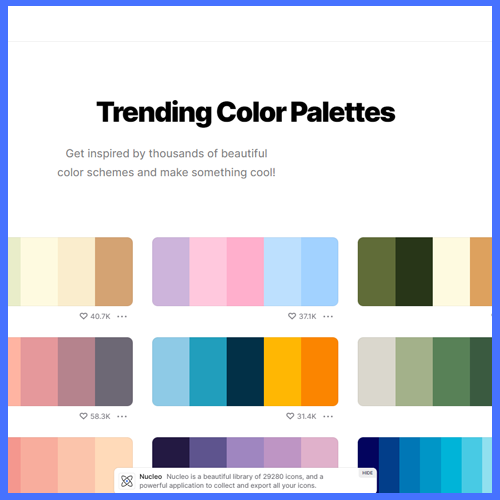 Trending Color Palettes
Get inspired by thousands of beautiful
color schemes and make something cool!
40.7K
37.1K
58.3K
31.4K
Nucleo Nucleo is a beautiful library of 29280 icons, and a
powerful application to collect and export all your icons.
HIDE